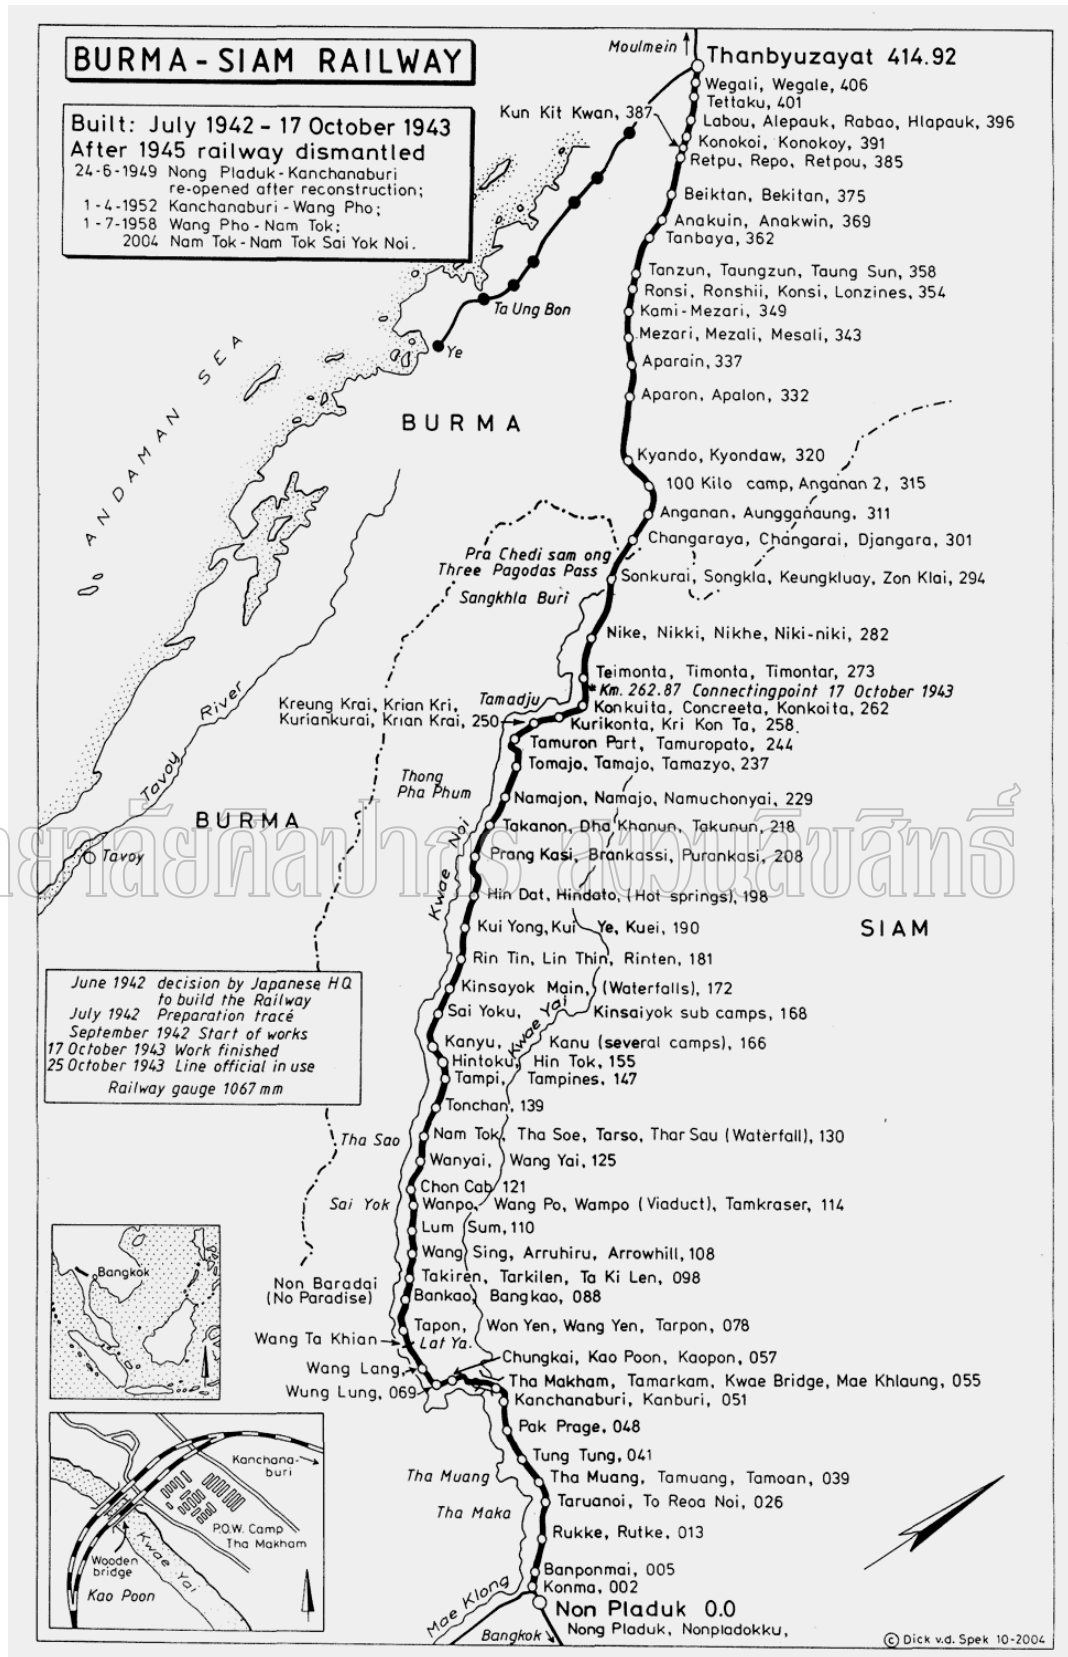 BURMA - SIAM RAILWAY
Built: July 1942 - 17 October 1943
After 1945 railway dismantled
24-6-1949 Nong Pladuk-Kanchanaburi
re-opened after reconstruction;
1-4-1952 Kanchanaburi-Wang Pho;
1-7-1958 Wang Pho-Nam Tok;
2004 Nam Tok-Nam Tok Sai Yok Noi.
Moulmein
Thanbyuzayat 414.92
Wegali, Wegale, 406
Tettaku, 401
Kun Kit Kwan, 387
Labou, Alepauk, Rabao, Hlapauk, 396
Konokoi, Konokoy, 391
Retpu, Repo, Retpou, 385
Beiktan, Bekitan, 375
Anakuin, Anakwin, 369
Tanbaya, 362
Tanzun, Taungzun, Taung Sun, 358
Ronsi, Ronshii, Konsi, Lonzines, 354
Ta Ung Bon
Kami-Mezari, 349
Mezari, Mezali, Mesali, 343
Ye
Aparain, 337
ANDAMAN SEA
Aparon, Apalon, 332
BURMA
Kyando, Kyondaw, 320
100 Kilo camp, Anganan 2, 315
Anganan, Aungganaung, 311
Changaraya, Changarai, Djangara, 301
Pra Chedi sam ong
Three Pagodas Pass
Sonkurai, Songkla, Keungkluay, Zon Klai, 294
Sangkhla Buri
Nike, Nikki, Nikhe, Niki-niki, 282
Teimonta, Timonta, Timontar, 273
* Km. 262.87 Connectingpoint 17 October 1943
Tamadju
Konkuita, Concreeta, Konkoita, 262
Kreung Krai, Krian Kri,
Kuriankurai, Krian Krai, 250
Kurikonta, Kri Kon Ta, 258.
Tamuron Part, Tamuropato, 244
Tomajo, Tamajo, Tamazyo, 237
Tavoy River
Thong
Pha Phum
Namajon, Namajo, Namuchonyai, 229
BURMA
Takanon, Dha Khanun, Takunun, 218
Kwae Noi
Tavoy
Prang Kasi, Brankassi, Purankasi, 208
Hin Dat, Hindato, (Hot springs), 198
ลัยศิลปากร สงวนลิขสิทธิ์
SIAM
Kui Yong, Kui Ye, Kuei, 190
Rin Tin, Lin Thin, Rinten, 181
June 1942 decision by Japanese HQ
to build the Railway
July 1942 Preparation tracé
September 1942 Start of works
17 October 1943 Work finished
25 October 1943 Line official in use
Railway gauge 1067 mm
Kinsayok Main, (Waterfalls), 172
Sai Yoku, Kinsaiyok sub camps, 168
Kwae Yai
Kanyu, Kanu (several camps), 166
Hintoku, Hin Tok, 155
Tampi, Tampines, 147
Tonchan, 139
Tha Sao
Nam Tok, Tha Soe, Tarso, Thar Sau (Waterfall), 130
Wanyai, Wang Yai, 125
Chon Cab 121
Sai Yok
Wanpo, Wang Po, Wampo (Viaduct), Tamkraser, 114
Lum Sum, 110
Wang Sing, Arruhiru, Arrowhill, 108
Bangkok
Non Baradai
(No Paradise)
Takiren, Tarkilen, Ta Ki Len, 098
Bankao, Bangkao, 088
Tapon, Won Yen, Wang Yen, Tarpon, 078
Wang Ta Khian
Lat Ya.
Chungkai, Kao Poon, Kaopon, 057
Wang Lang,
Tha Makham, Tamarkam, Kwae Bridge, Mae Khlaung, 055
Wung Lung, 069
Kanchanaburi, Kanburi, 051
Pak Prage, 048
Tung Tung, 041
Tha Muang
Tha Muang, Tamuang, Tamoan, 039
Taruanoi, To Reoa Noi, 026
Tha Maka
Rukke, Rutke, 013
Banponmai, 005
Konma, 002
Mae Klong
Non Pladuk 0.0
Nong Pladuk, Nonpladokku,
Bangkok
Kanchana-
buri
P.O.W. Camp
Tha Makham
Wooden
bridge
Kwae Yai
Kao Poon
© Dick v.d. Spek 10-2004